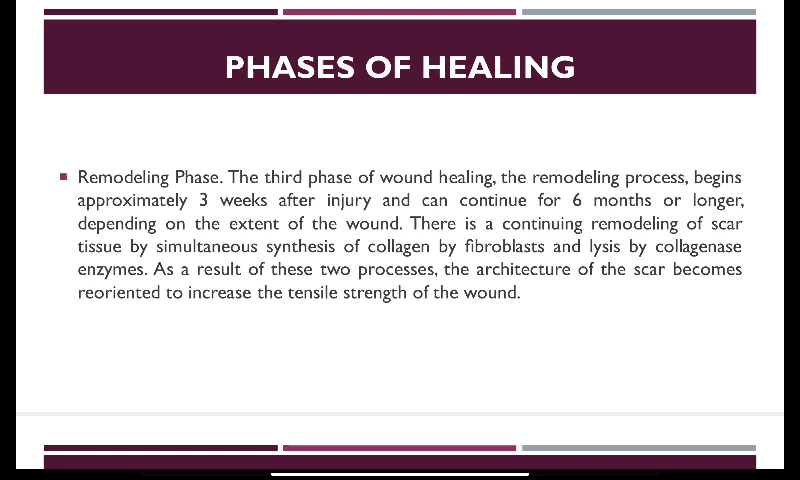 PHASES OF HEALING
Remodeling Phase. The third phase of wound healing, the remodeling process, begins
approximately 3 weeks after injury and can continue for 6 months or longer,
depending on the extent of the wound. There is a continuing remodeling of scar
tissue by simultaneous synthesis of collagen by fibroblasts and lysis by collagenase
enzymes. As a result of these two processes, the architecture of the scar becomes
reoriented to increase the tensile strength of the wound.